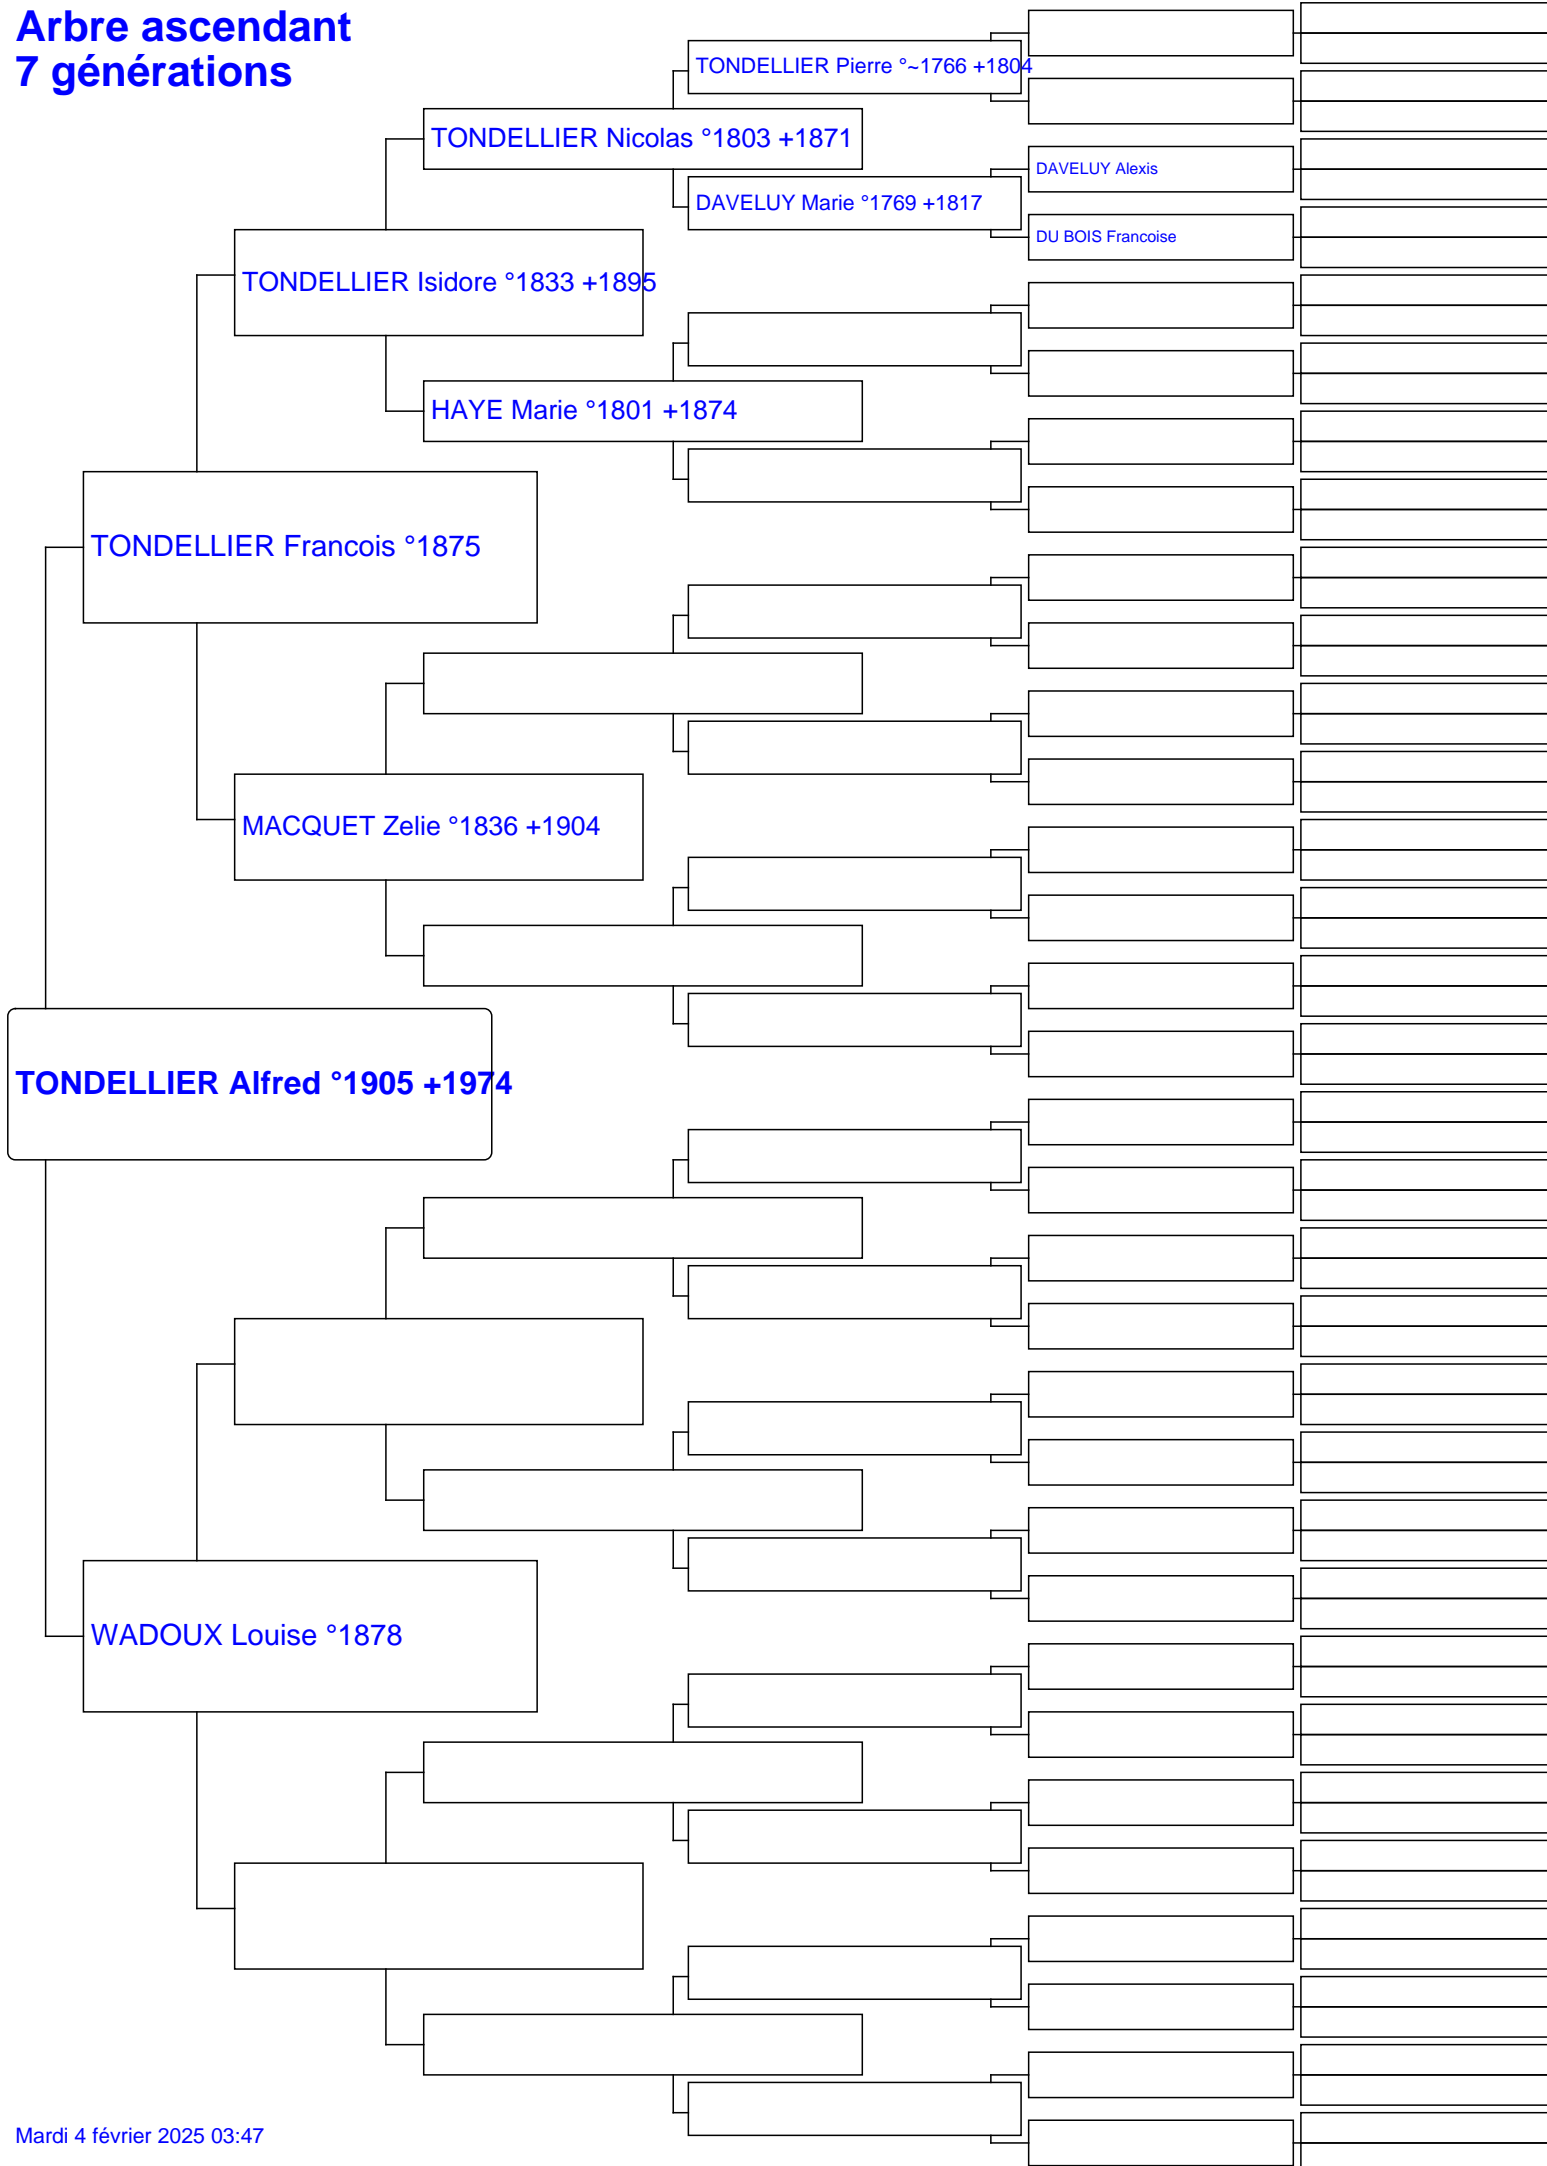 Arbre ascendant
7 générations
TONDELLIER Pierre °~1766 +1804
TONDELLIER Nicolas °1803 +1871
DAVELUY Alexis
DAVELUY Marie °1769 +1817
DU BOIS Francoise
TONDELLIER Isidore °1833 +1895
HAYE Marie °1801 +1874
TONDELLIER Francois °1875
MACQUET Zelie °1836 +1904
TONDELLIER Alfred °1905 +1974
WADOUX Louise °1878
Mardi 4 février 2025 03:47